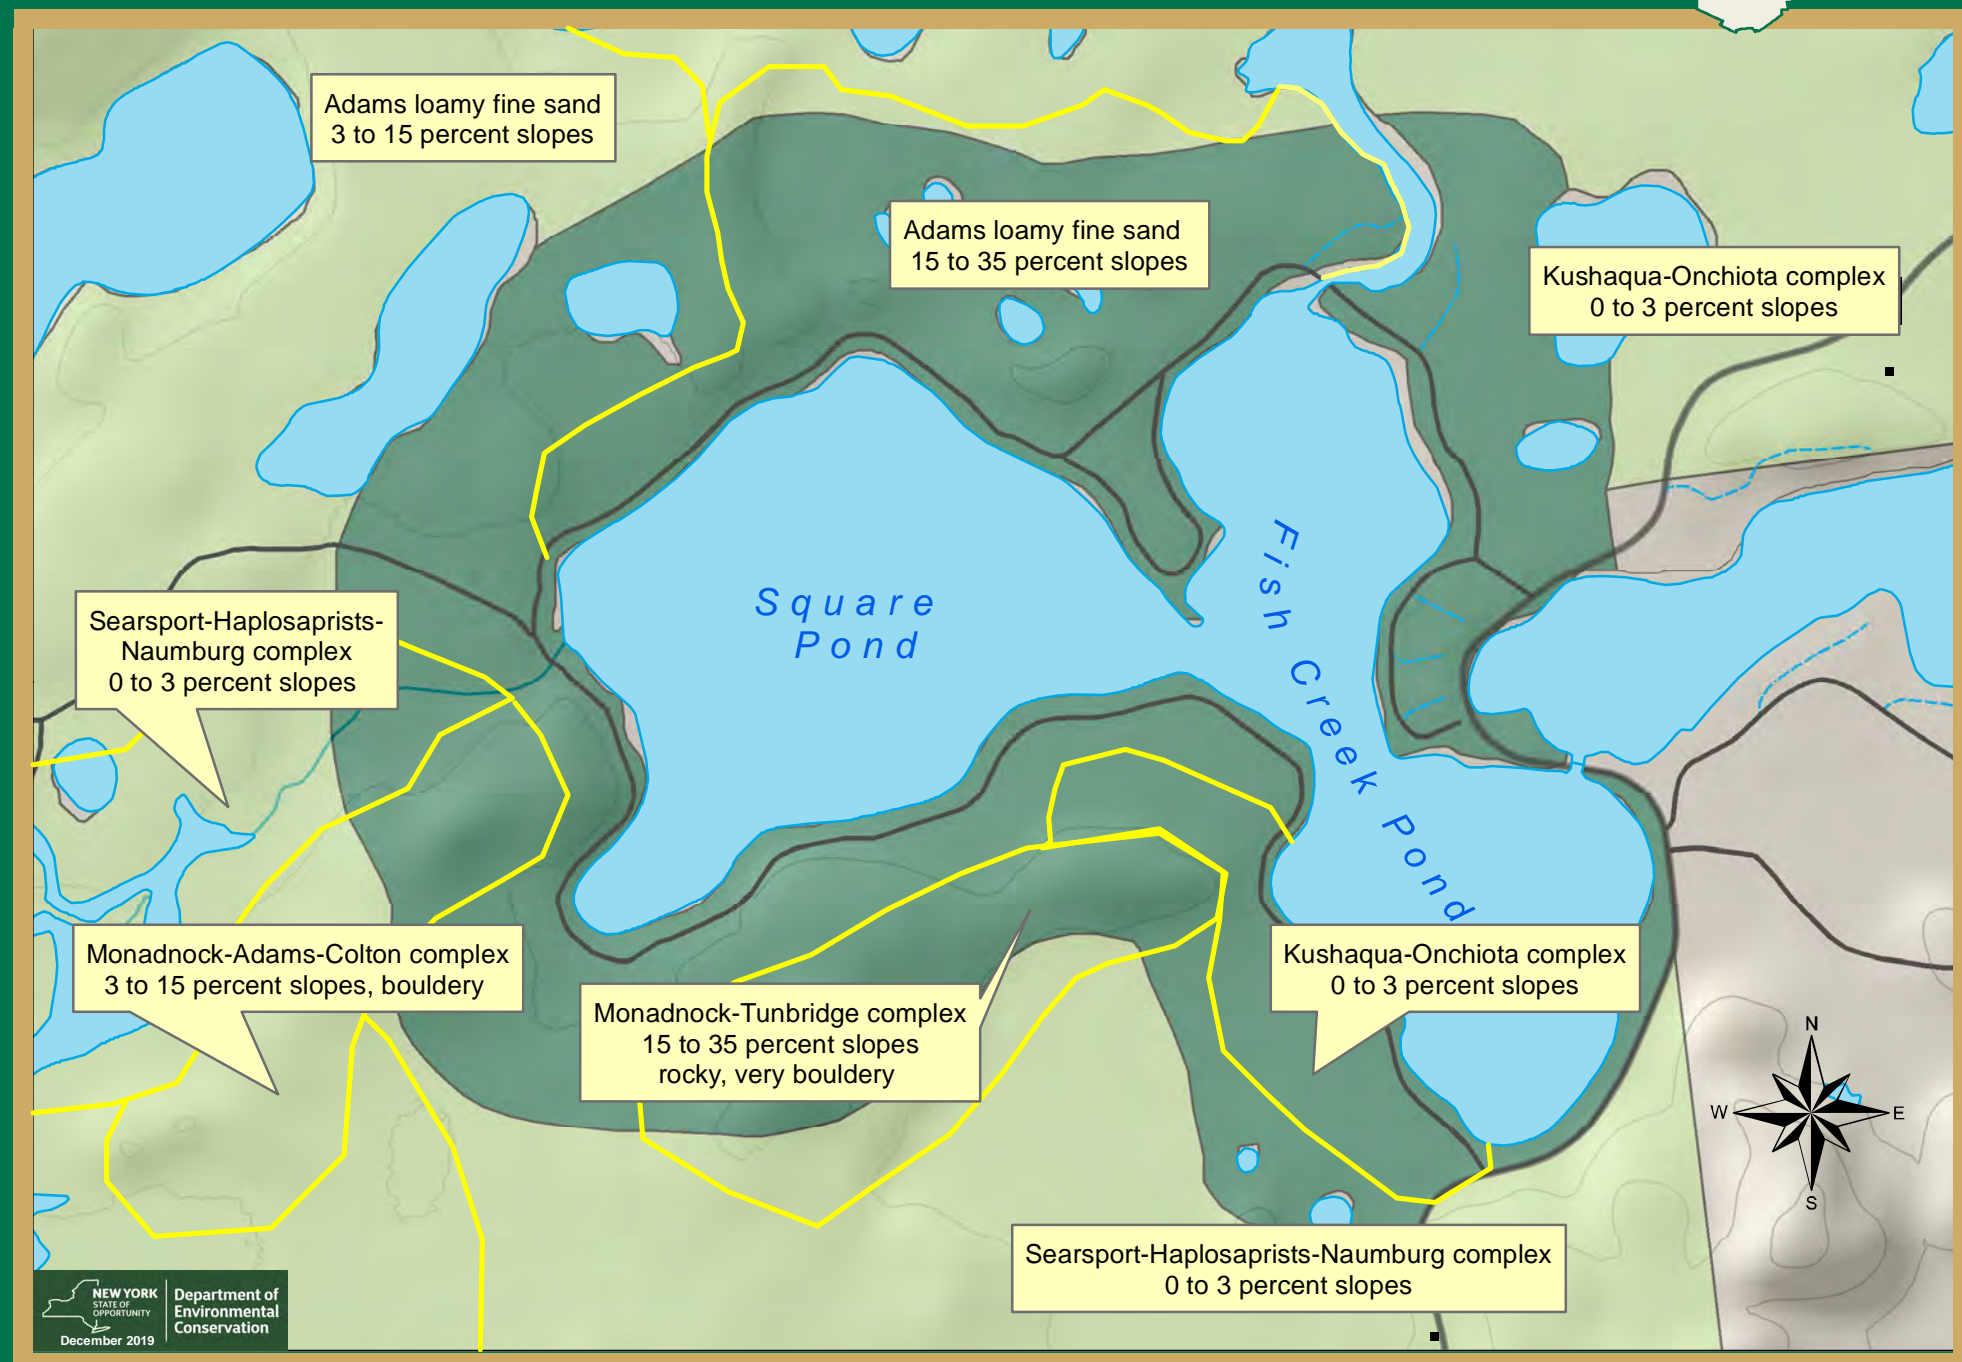 Adams loamy fine sand
3 to 15 percent slopes
Adams loamy fine sand
15 to 35 percent slopes
Kushaqua-Onchiota complex
0 to 3 percent slopes
Square
Pond
Fish Creek Pond
Searsport-Haplosaprists-
Naumburg complex
0 to 3 percent slopes
Monadnock-Adams-Colton complex
3 to 15 percent slopes, bouldery
Monadnock-Tunbridge complex
15 to 35 percent slopes
rocky, very bouldery
Kushaqua-Onchiota complex
0 to 3 percent slopes
N
W
E
S
Searsport-Haplosaprists-Naumburg complex
0 to 3 percent slopes
NEW YORK
STATE OF
OPPORTUNITY
Department of
Environmental
Conservation
December 2019